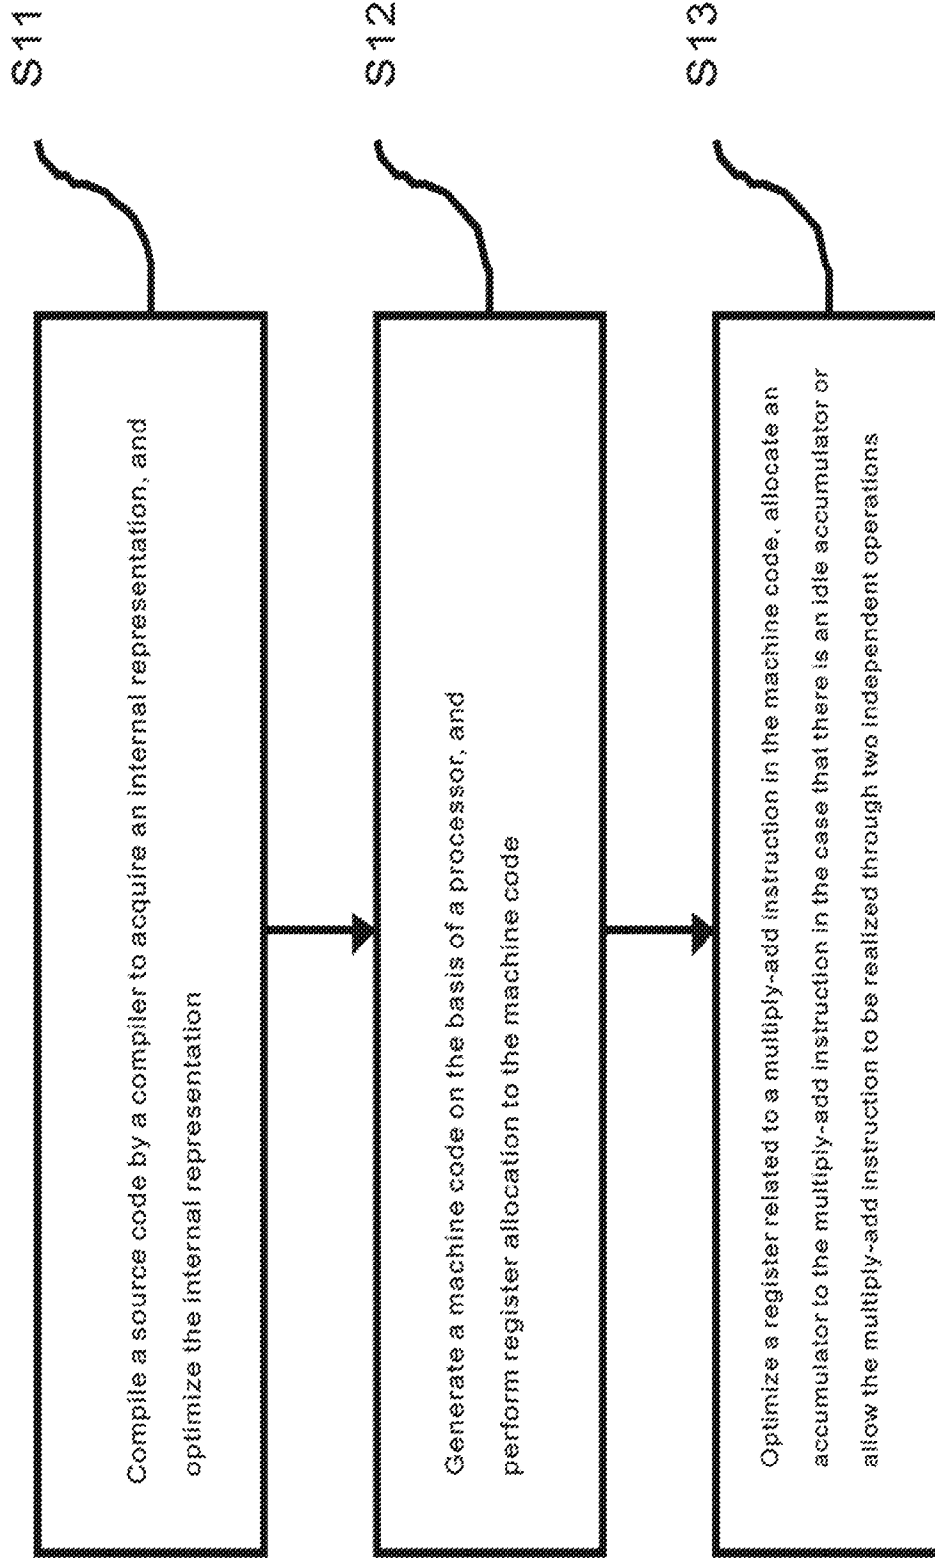 S11
Compile a source code by a compiler to acquire an internal representation, and
optimize the internal representation
S12
Generate a machine code on the basis of a processor, and
perform register allocation to the machine code
S13
Optimize a register related to a multiply-add instruction in the machine code, allocate an
accumulator to the multiply-add instruction in the case that there is an idle accumulator or
allow the multiply-add instruction to be realized through two independent operations